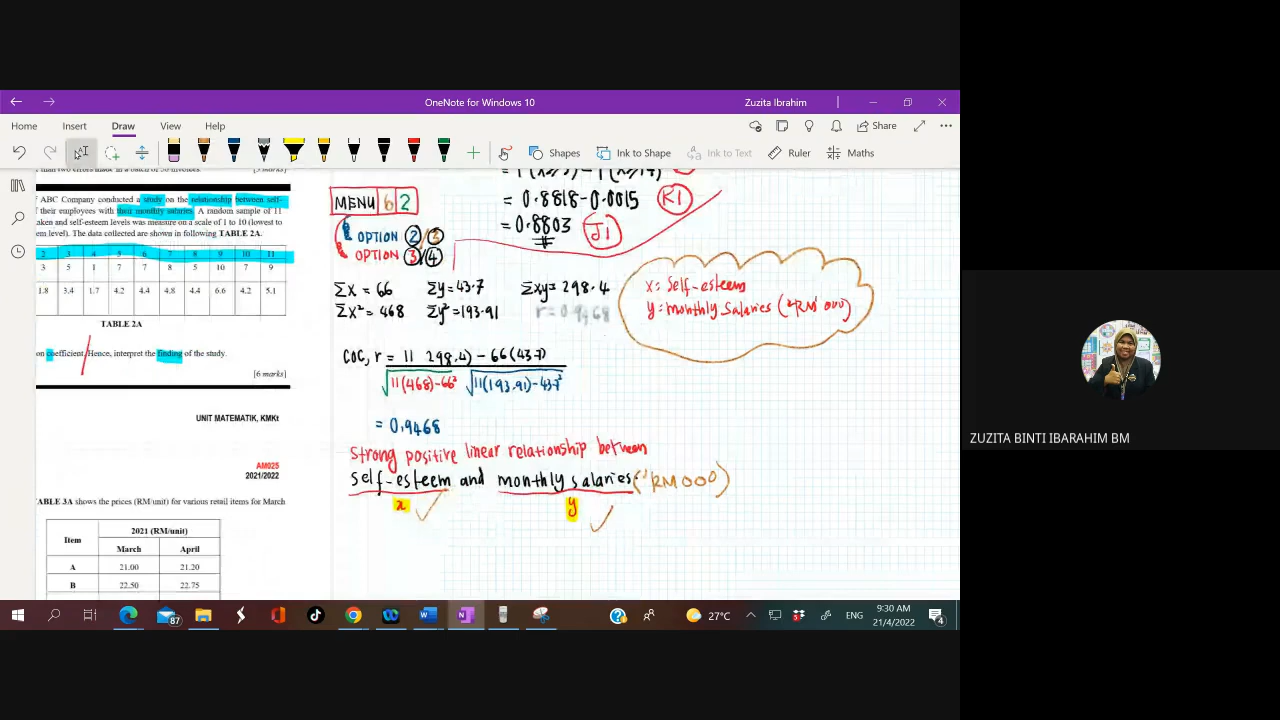 OneNote for Windows 10
Zuzita Ibrahim
Home Insert Draw View Help
Share
Shapes Ink to Shape Ink to Text Ruler Maths
ABC Company conducted a study on the relationship between self-
their employees with their monthly salaries. A random sample of 11
taken and self-esteem levels was measure on a scale of 1 to 10 (lowest to
em level). The data collected are shown in following TABLE 2A.
2 3 4 5 6 7 8 9 10 11
3 5 1 7 7 8 5 10 7 9
1.8 3.4 1.7 4.2 4.4 4.8 4.4 6.6 4.2 5.1
TABLE 2A
on coefficient. Hence, interpret the finding of the study.
[6 marks]
UNIT MATEMATIK, KMKt
AM025
2021/2022
TABLE 3A shows the prices (RM/unit) for various retail items for March
Item 2021 (RM/unit)
March April
A 21.00 21.20
B 22.50 22.75
= 0.8818-0.0015 K1
= 0.8803 J1
MENU 6 2
OPTION 2/3
OPTION 3/4
Σx = 66 Σy = 43.7 Σxy = 298.4
Σx² = 468 Σy² = 193.91 r = 0.9468
x = Self-esteem
y = monthly Salaries ("RM' 000)
COC, r = 11 298.4) - 66(43.7)
√11(468)-66² √11(193.91)-43.7²
= 0.9468
Strong positive linear relationship between
self-esteem and monthly salaries ("RM 000)
x y
ZUZITA BINTI IBARAHIM BM
87
27°C
ENG
9:30 AM
21/4/2022
4